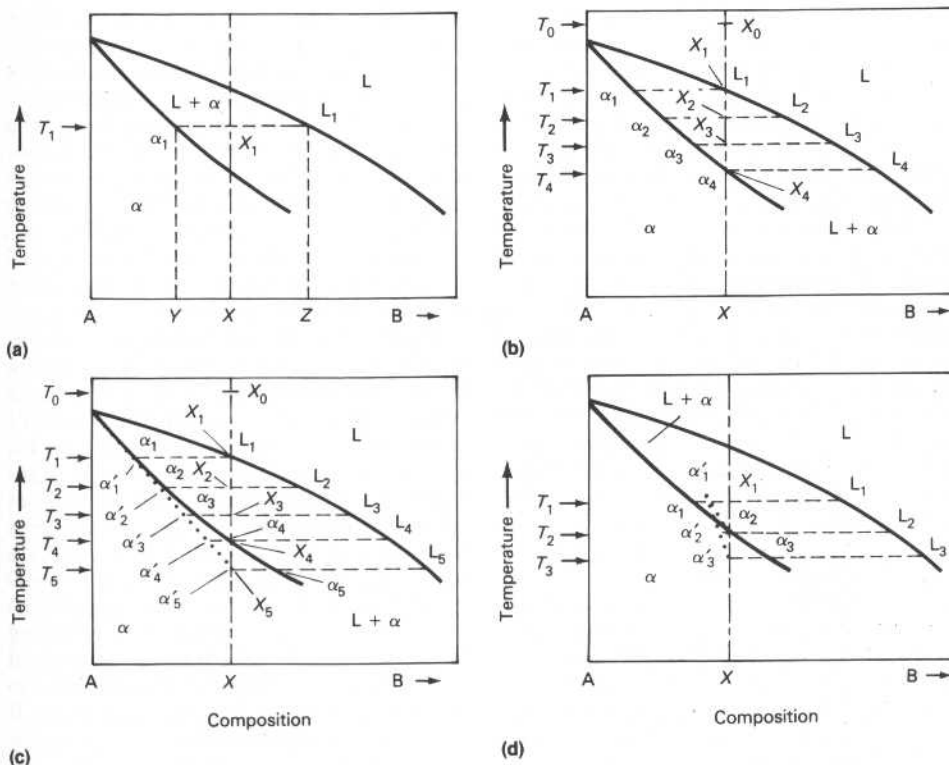 L
L + α
L₁
T₁
α₁
X₁
α
Temperature
A
Y
X
Z
B
(a)
T₀
X₀
X₁
L₁
L
T₁
α₁
X₂
L₂
T₂
α₂
X₃
L₃
T₃
α₃
L₄
T₄
α₄
X₄
α
L + α
Temperature
A
X
B
(b)
T₀
X₀
X₁
L₁
L
T₁
α₁
α′₁
α₂
X₂
L₂
T₂
α′₂
α₃
X₃
L₃
T₃
α′₃
α₄
L₄
T₄
α′₄
X₄
L₅
T₅
α′₅
X₅
α₅
α
L + α
Temperature
A
X
B
Composition
(c)
L + α
L
α′₁
X₁
L₁
T₁
α₁
α₂
L₂
T₂
α′₂
α₃
L₃
T₃
α′₃
α
Temperature
A
X
B
Composition
(d)